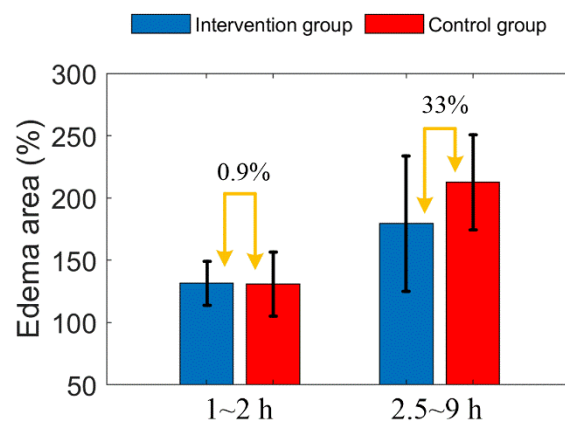 Intervention group Control group
300
250
200
150
100
50
Edema area (%)
0.9%
33%
1~2 h
2.5~9 h